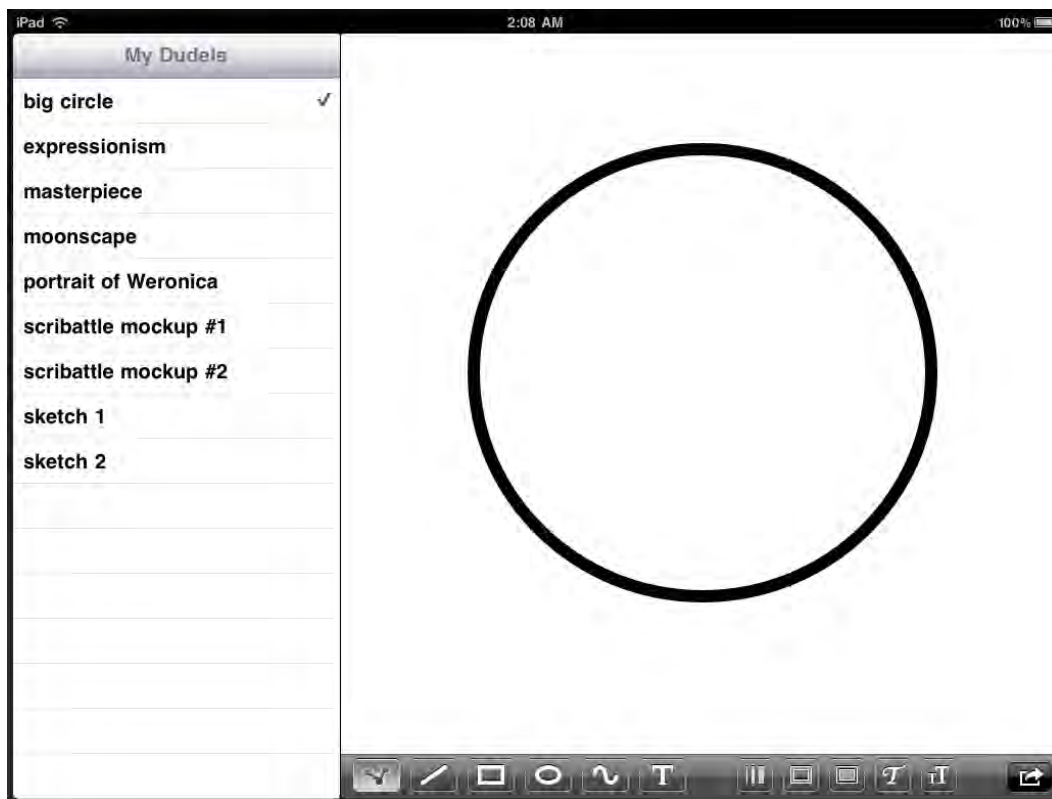 iPad 2:08 AM 100%
My Dudels
big circle
expressionism
masterpiece
moonscape
portrait of Weronica
scribattle mockup #1
scribattle mockup #2
sketch 1
sketch 2
T T TT